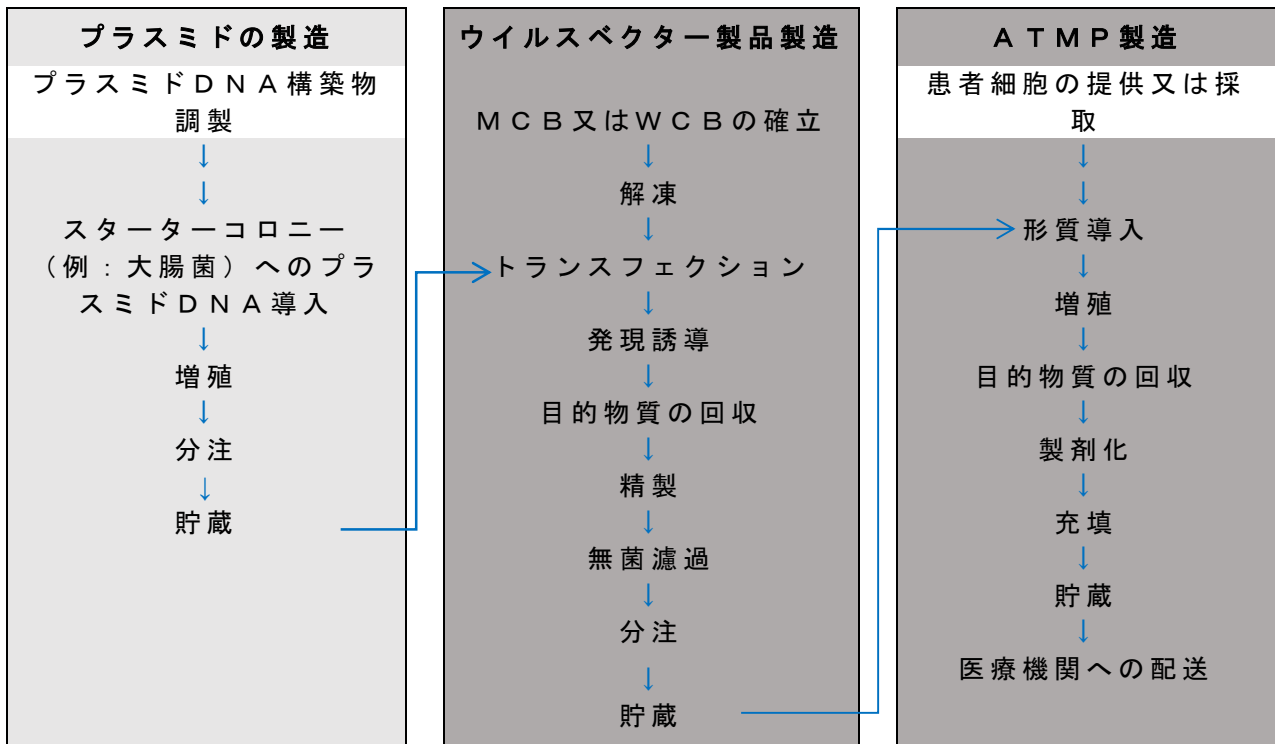 プラスミドの製造
プラスミドＤＮＡ構築物
調製
↓
↓
スターターコロニー
（例：大腸菌）へのプラ
スミドＤＮＡ導入
↓
増殖
↓
分注
↓
貯蔵
ウイルスベクター製品製造
ＭＣＢ又はＷＣＢの確立
↓
解凍
↓
トランスフェクション
↓
発現誘導
↓
目的物質の回収
↓
精製
↓
無菌濾過
↓
分注
↓
貯蔵
ＡＴＭＰ製造
患者細胞の提供又は採
取
↓
↓
形質導入
↓
増殖
↓
目的物質の回収
↓
製剤化
↓
充填
↓
貯蔵
↓
医療機関への配送